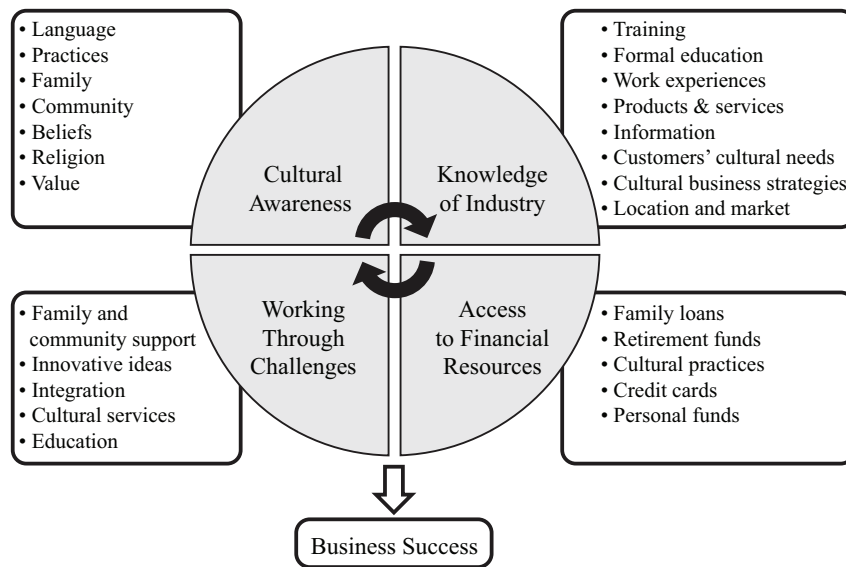 • Language
• Practices
• Family
• Community
• Beliefs
• Religion
• Value
• Training
• Formal education
• Work experiences
• Products & services
• Information
• Customers’ cultural needs
• Cultural business strategies
• Location and market
Cultural
Awareness
Knowledge
of Industry
Working
Through
Challenges
Access
to Financial
Resources
• Family and
community support
• Innovative ideas
• Integration
• Cultural services
• Education
• Family loans
• Retirement funds
• Cultural practices
• Credit cards
• Personal funds
Business Success